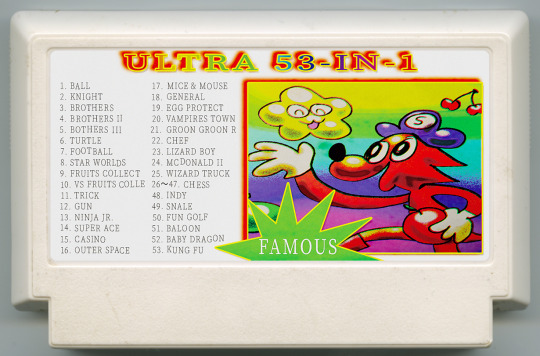 ULTRA 53-IN-1
1. BALL
2. KNIGHT
3. BROTHERS
4. BROTHERS II
5. BOTHERS III
6. TURTLE
7. FOOTBALL
8. STAR WORLDS
9. FRUITS COLLECT
10. VS FRUITS COLLE
11. TRICK
12. GUN
13. NINJA JR.
14. SUPER ACE
15. CASINO
16. OUTER SPACE
17. MICE & MOUSE
18. GENERAL
19. EGG PROTECT
20. VAMPIRES TOWN
21. GROON GROON R
22. CHEF
23. LIZARD BOY
24. MCDONALD II
25. WIZARD TRUCK
26~47. CHESS
48. INDY
49. SNALE
50. FUN GOLF
51. BALOON
52. BABY DRAGON
53. KUNG FU
S
FAMOUS